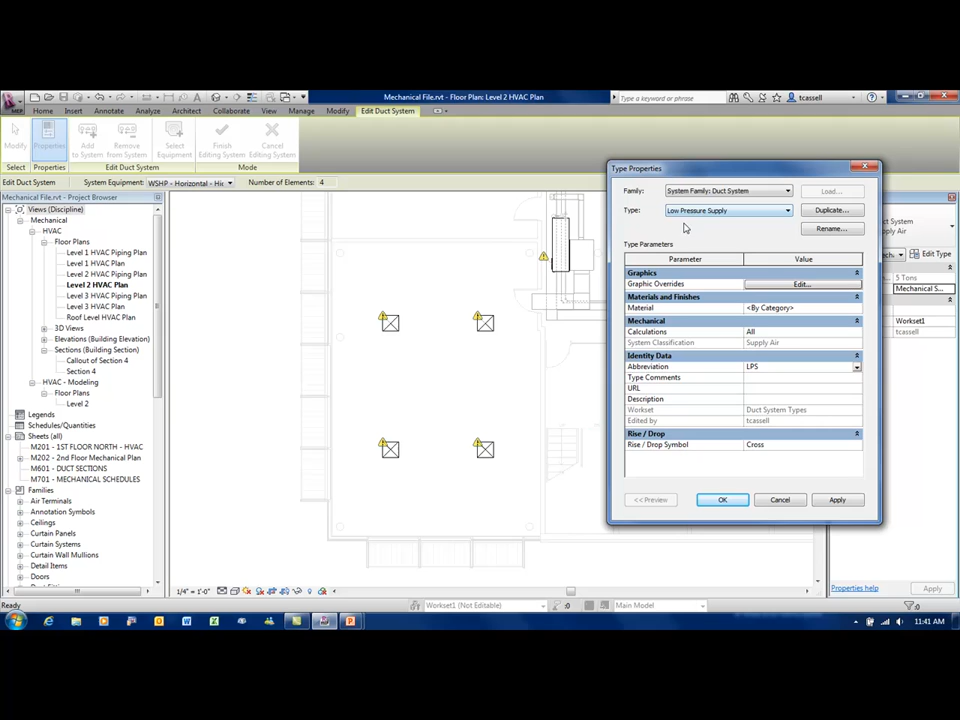 Mechanical File.rvt - Floor Plan: Level 2 HVAC Plan
Type a keyword or phrase
tcassell
Home Insert Annotate Analyze Architect Collaborate View Manage Modify Edit Duct System
Modify Properties Add to System Remove from System Select Equipment Finish Editing System Cancel Editing System
Select Properties Edit Duct System Mode
Edit Duct System System Equipment: WSHP - Horizontal - Hi Number of Elements: 4
Mechanical File.rvt - Project Browser
Views (Discipline)
Mechanical
HVAC
Floor Plans
Level 1 HVAC Piping Plan
Level 1 HVAC Plan
Level 2 HVAC Piping Plan
Level 2 HVAC Plan
Level 3 HVAC Piping Plan
Level 3 HVAC Plan
Roof Level HVAC Plan
3D Views
Elevations (Building Elevation)
Sections (Building Section)
Callout of Section 4
Section 4
HVAC - Modeling
Floor Plans
Level 2
Legends
Schedules/Quantities
Sheets (all)
M201 - 1ST FLOOR NORTH - HVAC
M202 - 2nd Floor Mechanical Plan
M601 - DUCT SECTIONS
M701 - MECHANICAL SCHEDULES
Families
Air Terminals
Annotation Symbols
Ceilings
Curtain Panels
Curtain Systems
Curtain Wall Mullions
Detail Items
Doors
Type Properties
Family: System Family: Duct System Load...
Type: Low Pressure Supply Duplicate...
Rename...
Type Parameters
Parameter Value
Graphics
Graphic Overrides Edit...
Materials and Finishes
Material <By Category>
Mechanical
Calculations All
System Classification Supply Air
Identity Data
Abbreviation LPS
Type Comments
URL
Description
Workset Duct System Types
Edited by tcassell
Rise / Drop
Rise / Drop Symbol Cross
<< Preview OK Cancel Apply
uct System
upply Air
Edit Type
5 Tons
Mechanical S...
Workset1
tcassell
Properties help Apply
1/4" = 1'-0"
Ready Workset1 (Not Editable) :0 Main Model :0
11:41 AM